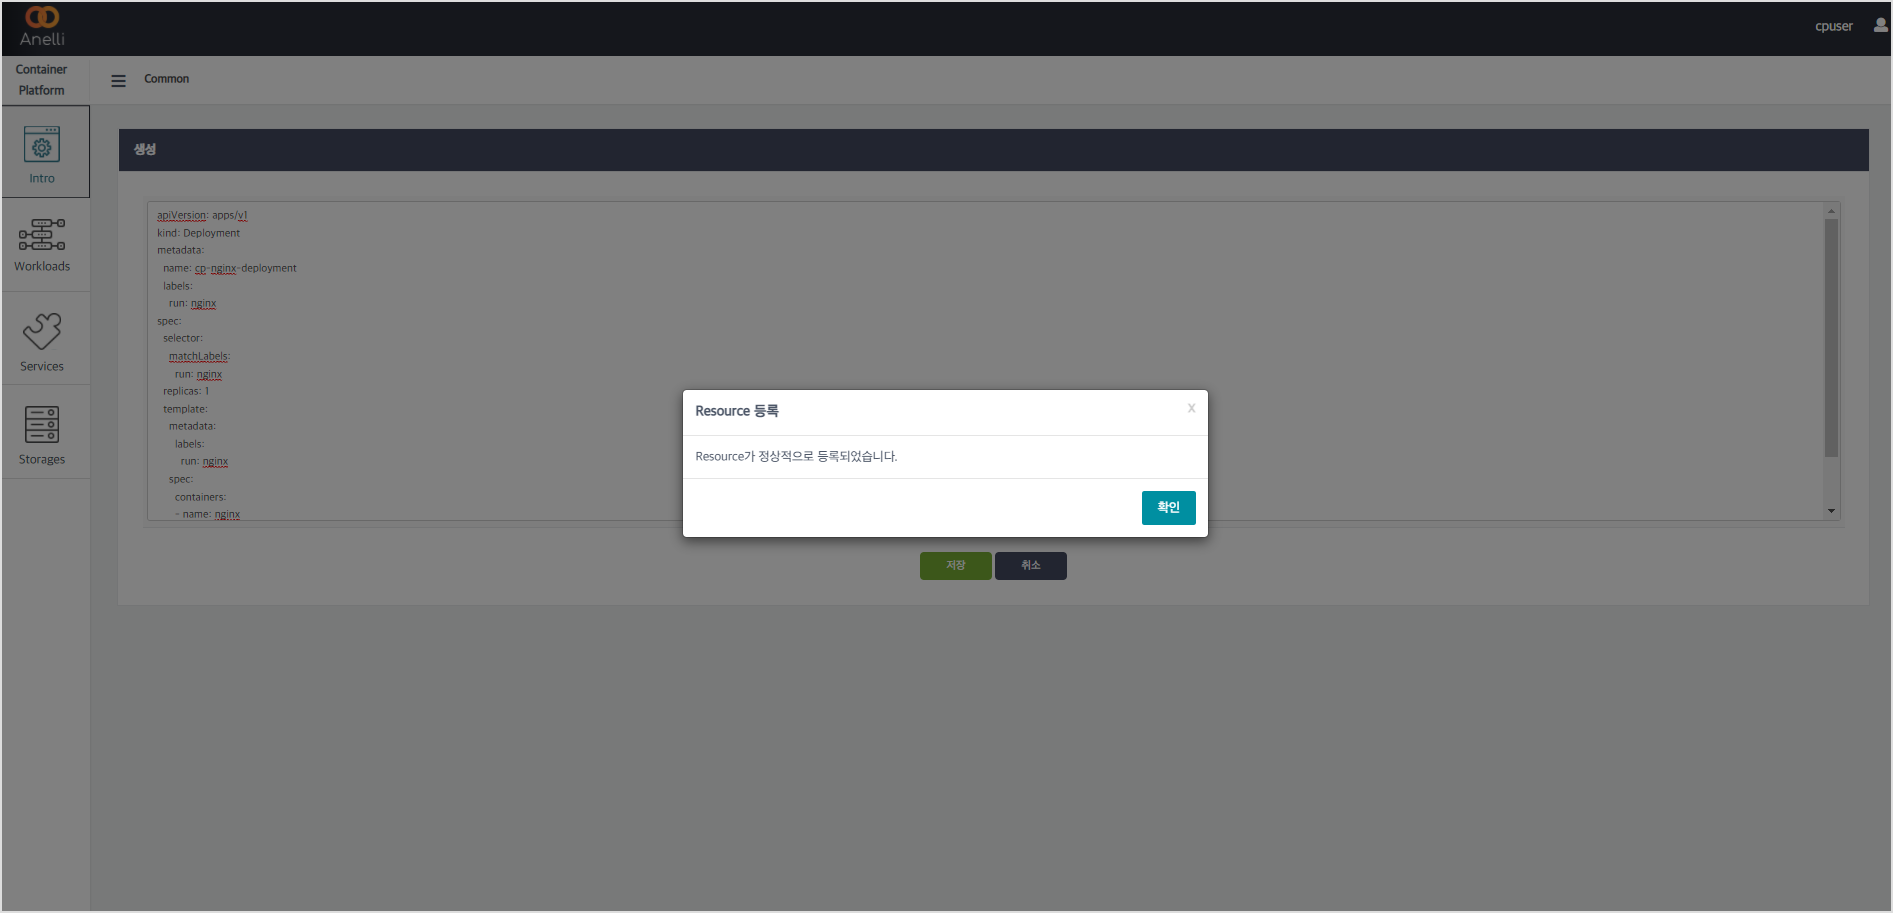 Anelli
cpuser
Container
Platform
Common
Intro
Workloads
Services
Storages
생성
apiVersion: apps/v1
kind: Deployment
metadata:
name: cp-nginx-deployment
labels:
run: nginx
spec:
selector:
matchLabels:
run: nginx
replicas: 1
template:
metadata:
labels:
run: nginx
spec:
containers:
- name: nginx
Resource 등록
x
Resource가 정상적으로 등록되었습니다.
확인
저장
취소